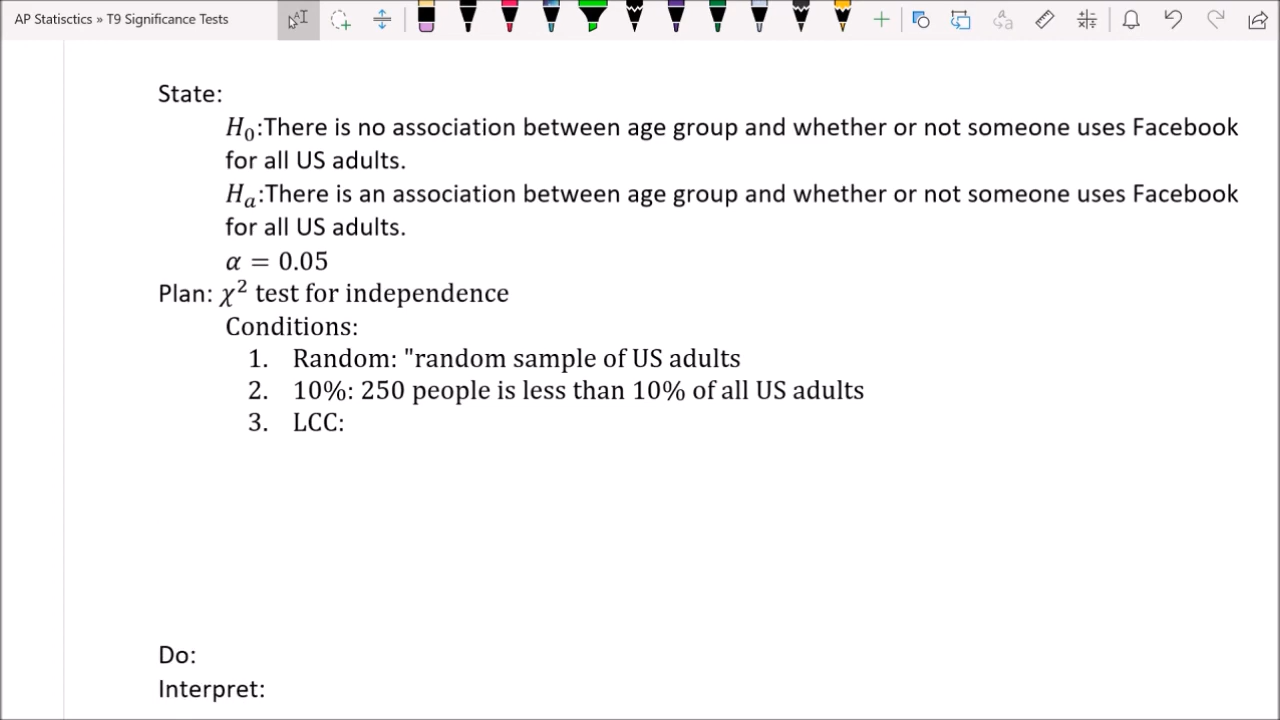 AP Statisctics » T9 Significance Tests
State:
H₀:There is no association between age group and whether or not someone uses Facebook
for all US adults.
Hₐ:There is an association between age group and whether or not someone uses Facebook
for all US adults.
α = 0.05
Plan: χ² test for independence
Conditions:
1. Random: "random sample of US adults
2. 10%: 250 people is less than 10% of all US adults
3. LCC:
Do:
Interpret: